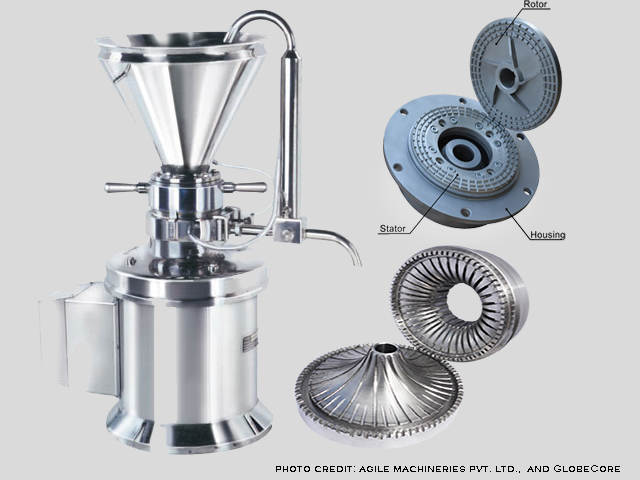 Rotor
Stator
Housing
PHOTO CREDIT: AGILE MACHINERIES PVT. LTD., AND GLOBECORE